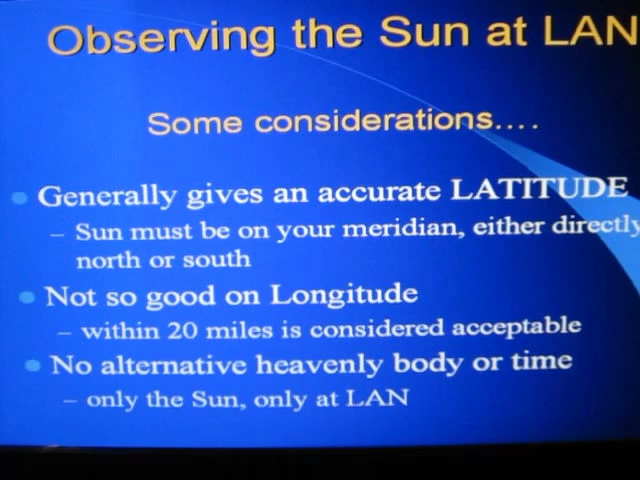 Observing the Sun at LAN
Some considerations....
Generally gives an accurate LATITUDE
– Sun must be on your meridian, either directly
north or south
Not so good on Longitude
– within 20 miles is considered acceptable
No alternative heavenly body or time
– only the Sun, only at LAN